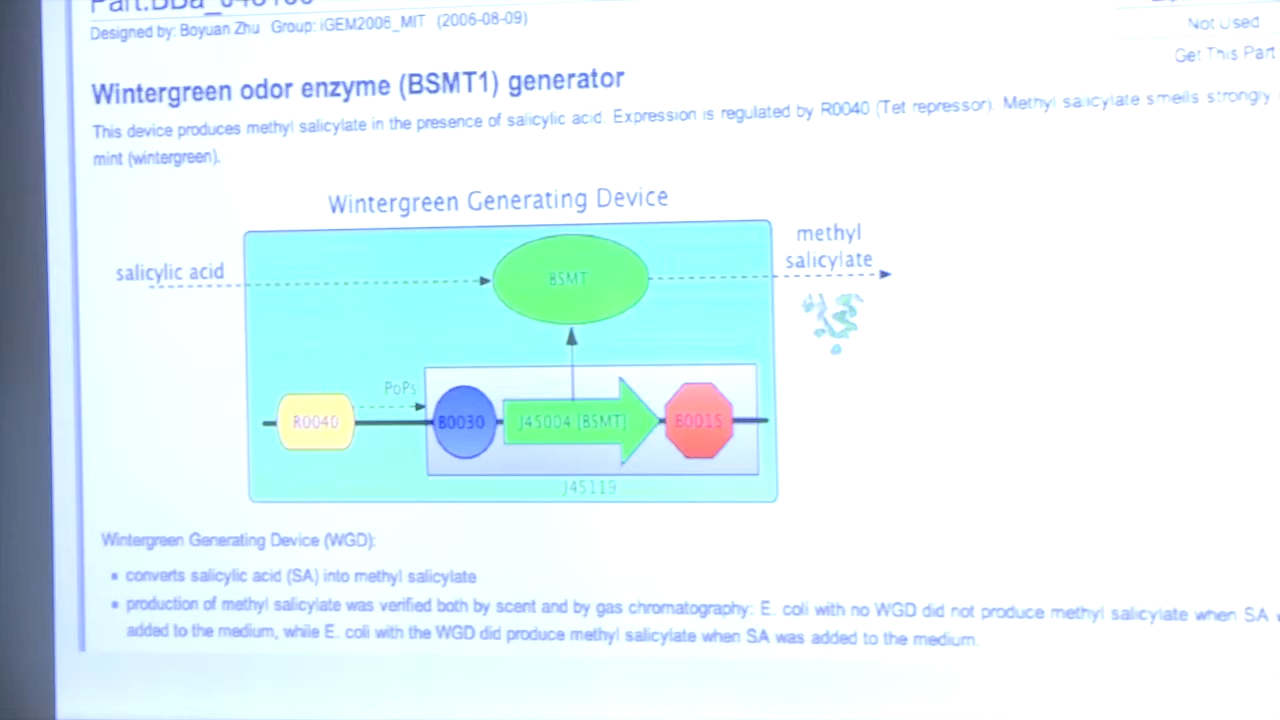 Designed by: Boyuan Zhu Group: iGEM2006_MIT (2006-08-09)
Not Used
Get This Part
Wintergreen odor enzyme (BSMT1) generator
This device produces methyl salicylate in the presence of salicylic acid. Expression is regulated by R0040 (Tet repressor). Methyl salicylate smells strongly
mint (wintergreen).
Wintergreen Generating Device
methyl
salicylate
salicylic acid
BSMT
PoPs
R0040
B0030
J45004 [BSMT]
B0015
J45119
Wintergreen Generating Device (WGD):
converts salicylic acid (SA) into methyl salicylate
production of methyl salicylate was verified both by scent and by gas chromatography: E. coli with no WGD did not produce methyl salicylate when SA
added to the medium, while E. coli with the WGD did produce methyl salicylate when SA was added to the medium.